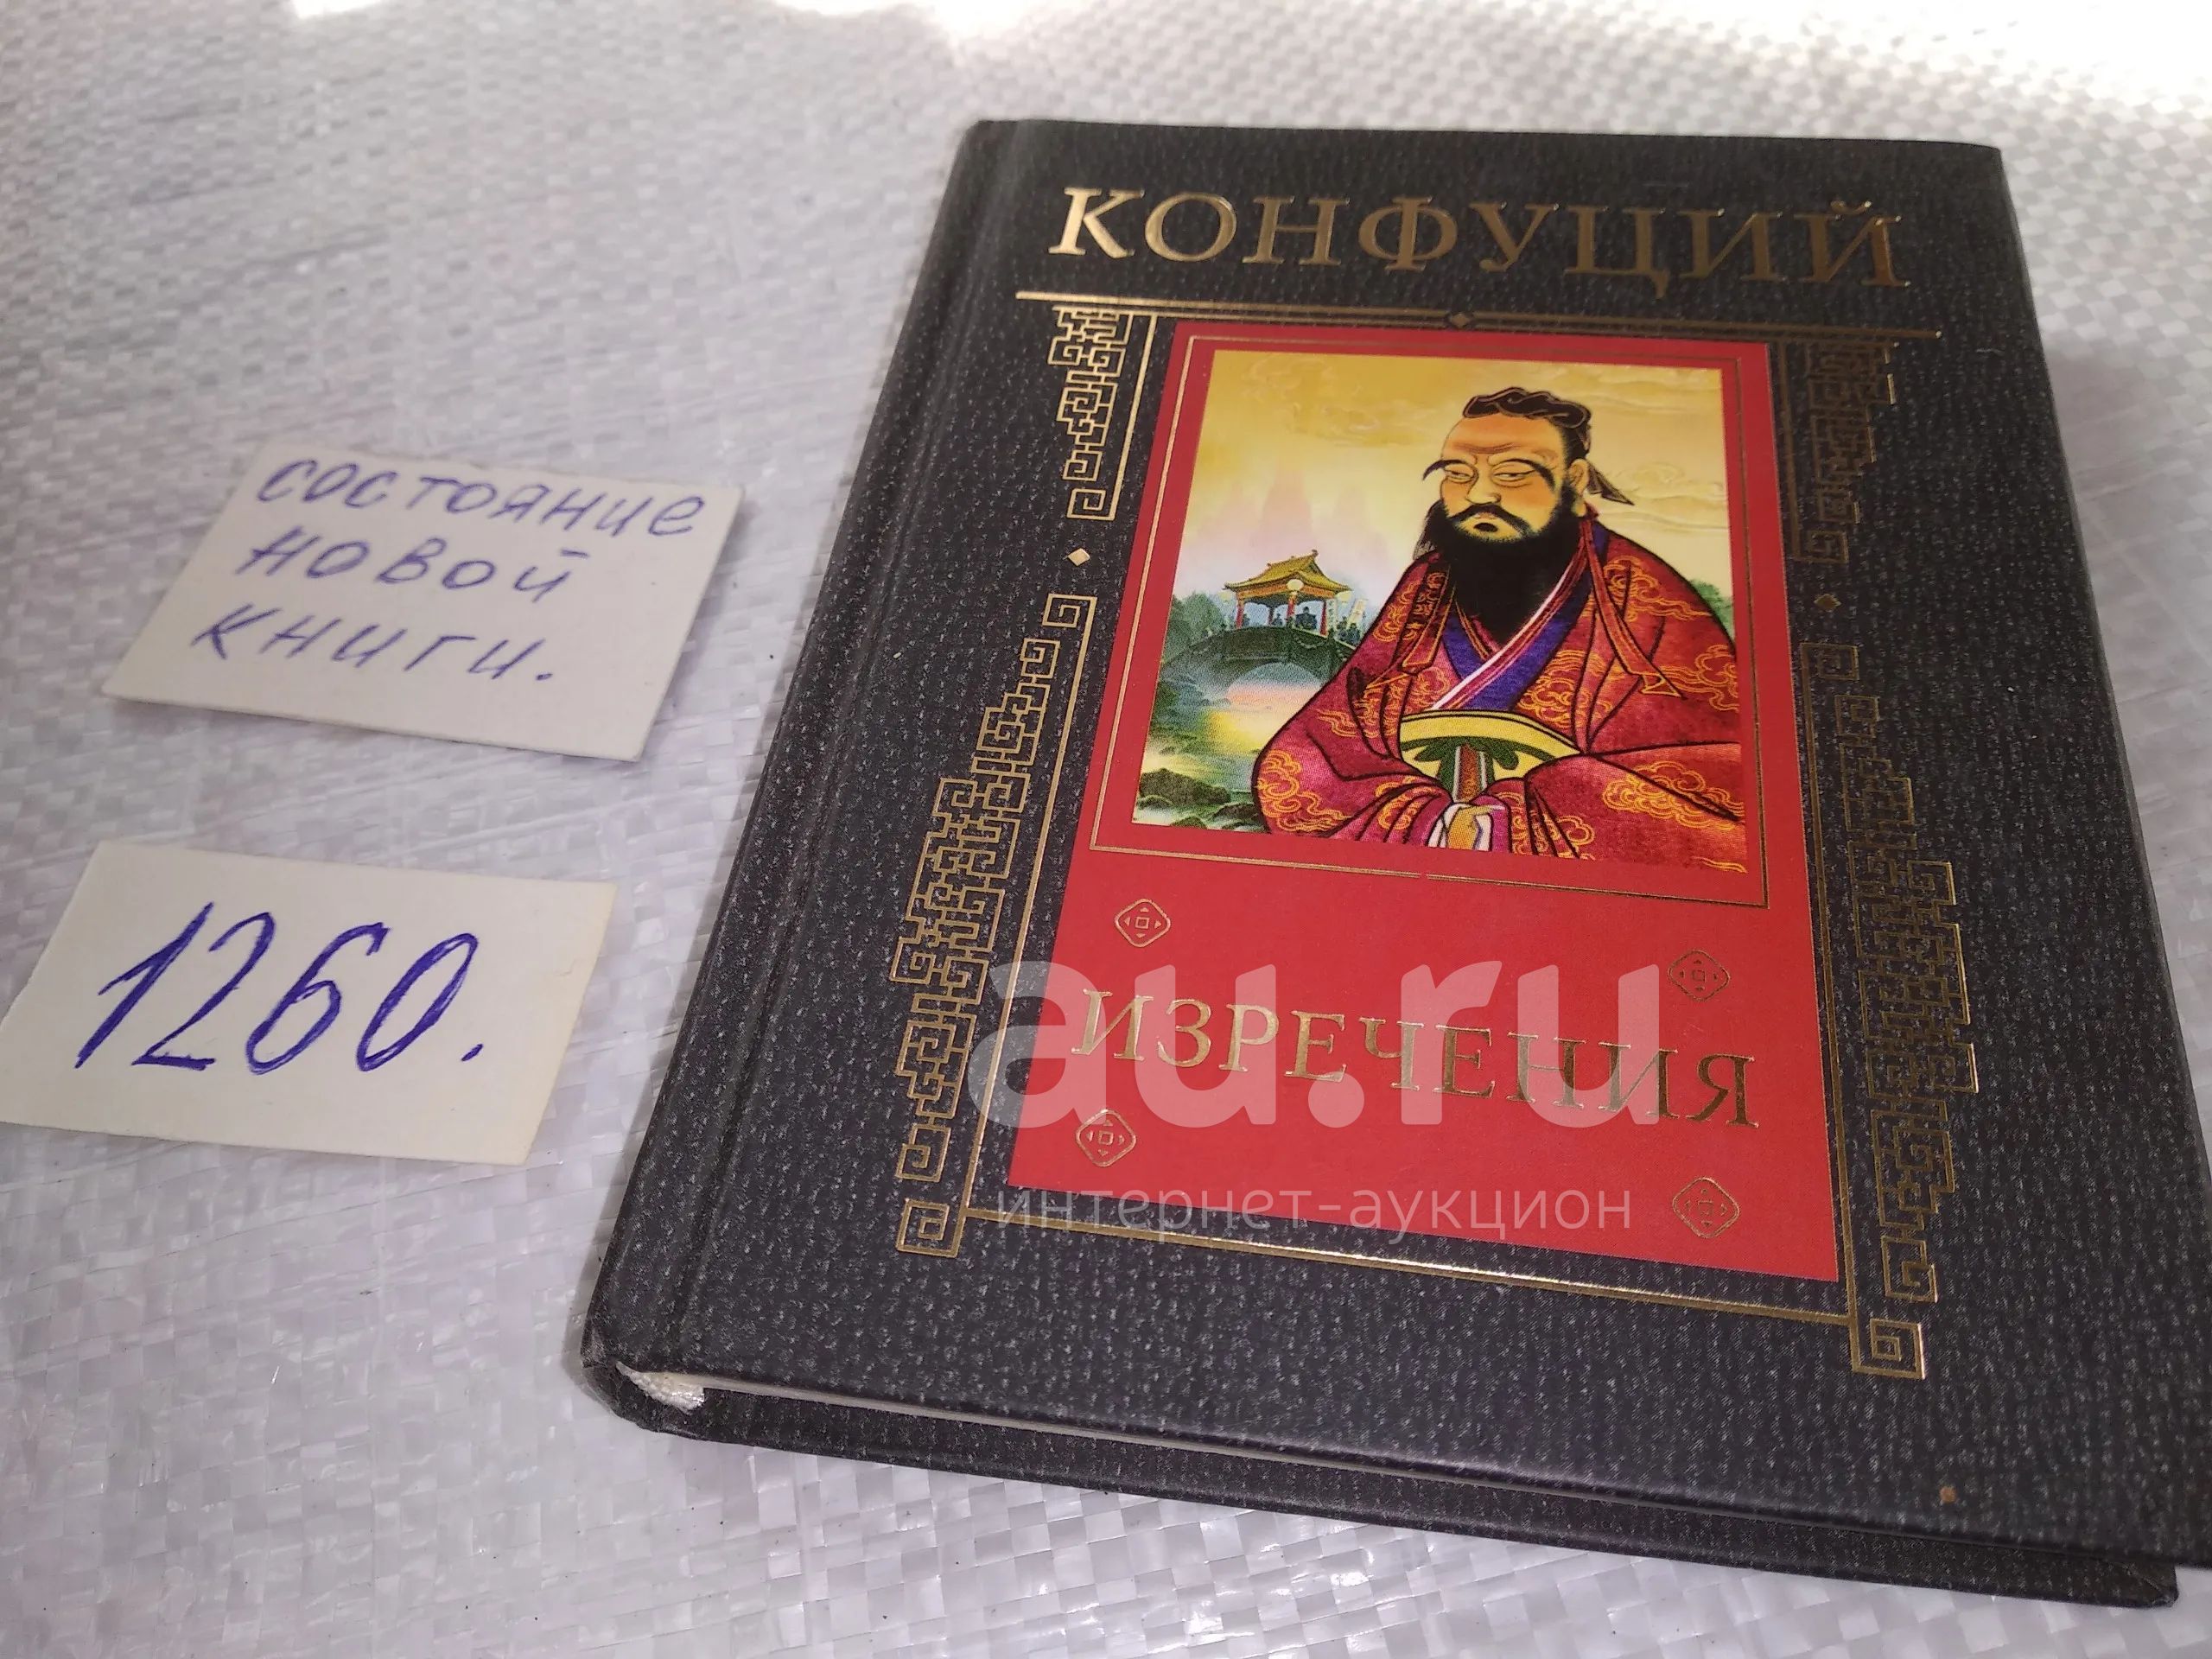 состояние
новой
книги.
1260.
КОНФУЦИЙ
ИЗРЕЧЕНИЯ
au.ru
интернет-аукцион